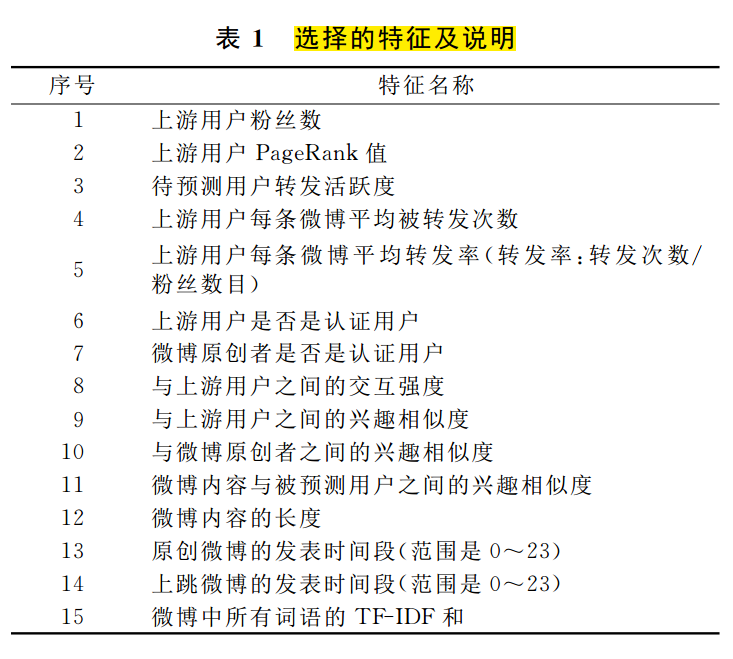 表 1 选择的特征及说明
序号 特征名称
1 上游用户粉丝数
2 上游用户 PageRank 值
3 待预测用户转发活跃度
4 上游用户每条微博平均被转发次数
5 上游用户每条微博平均转发率(转发率:转发次数/
粉丝数目)
6 上游用户是否是认证用户
7 微博原创者是否是认证用户
8 与上游用户之间的交互强度
9 与上游用户之间的兴趣相似度
10 与微博原创者之间的兴趣相似度
11 微博内容与被预测用户之间的兴趣相似度
12 微博内容的长度
13 原创微博的发表时间段(范围是 0～23)
14 上跳微博的发表时间段(范围是 0～23)
15 微博中所有词语的 TF-IDF 和